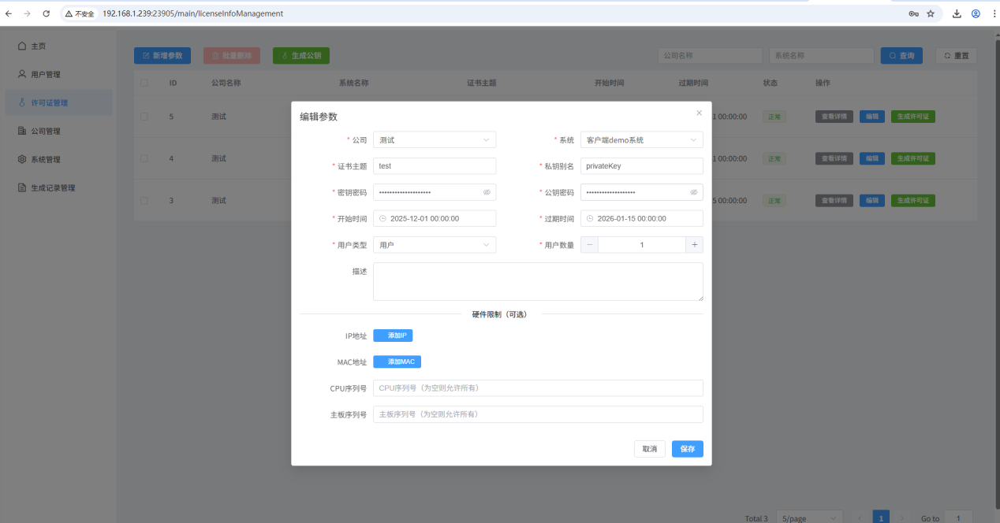 不安全 192.168.1.239:23905/main/licenseInfoManagement
主页
用户管理
许可证管理
公司管理
系统管理
生成记录管理
新增参数 批量删除 生成公钥 公司名称 系统名称 查询 重置
ID 公司名称 系统名称 证书主题 开始时间 过期时间 状态 操作
5 测试 1 00:00:00 正常 查看详情 编辑 生成许可证
4 测试 1 00:00:00 正常 查看详情 编辑 生成许可证
3 测试 5 00:00:00 正常 查看详情 编辑 生成许可证
编辑参数
* 公司 测试 * 系统 客户端demo系统
* 证书主题 test * 私钥别名 privateKey
* 密钥密码 •••••••••••••••••••• * 公钥密码 •••••••••••••••••••
* 开始时间 2025-12-01 00:00:00 * 过期时间 2026-01-15 00:00:00
* 用户类型 用户 * 用户数量 − 1 +
描述
硬件限制（可选）
IP地址 添加IP
MAC地址 添加MAC
CPU序列号 CPU序列号（为空则允许所有）
主板序列号 主板序列号（为空则允许所有）
取消 保存
Total 3 5/page 1 Go to 1